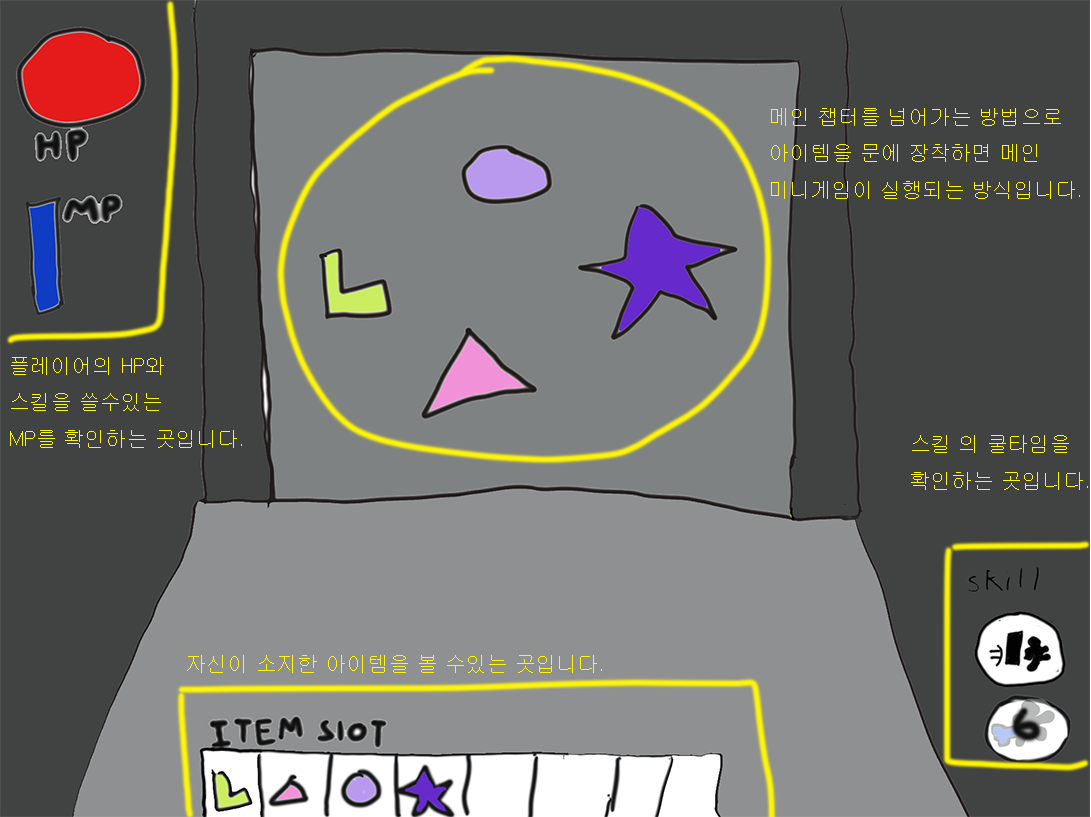 HP
MP
플레이어의 HP와
스킬을 쓸수있는
MP를 확인하는 곳입니다.
메인 챕터를 넘어가는 방법으로
아이템을 문에 장착하면 메인
미니게임이 실행되는 방식입니다.
스킬 의 쿨타임을
확인하는 곳입니다.
skill
6
자신이 소지한 아이템을 볼 수있는 곳입니다.
ITEM SlOT